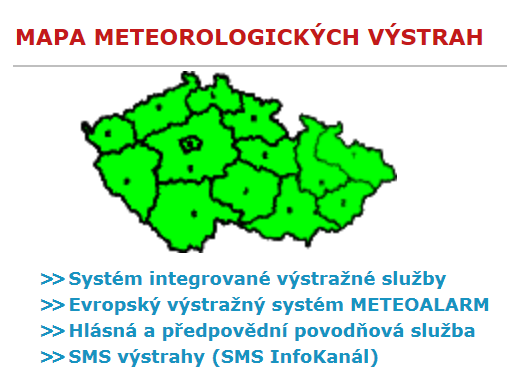 MAPA METEOROLOGICKÝCH VÝSTRAH
>> Systém integrované výstražné služby
>> Evropský výstražný systém METEOALARM
>> Hlásná a předpovědní povodňová služba
>> SMS výstrahy (SMS InfoKanál)